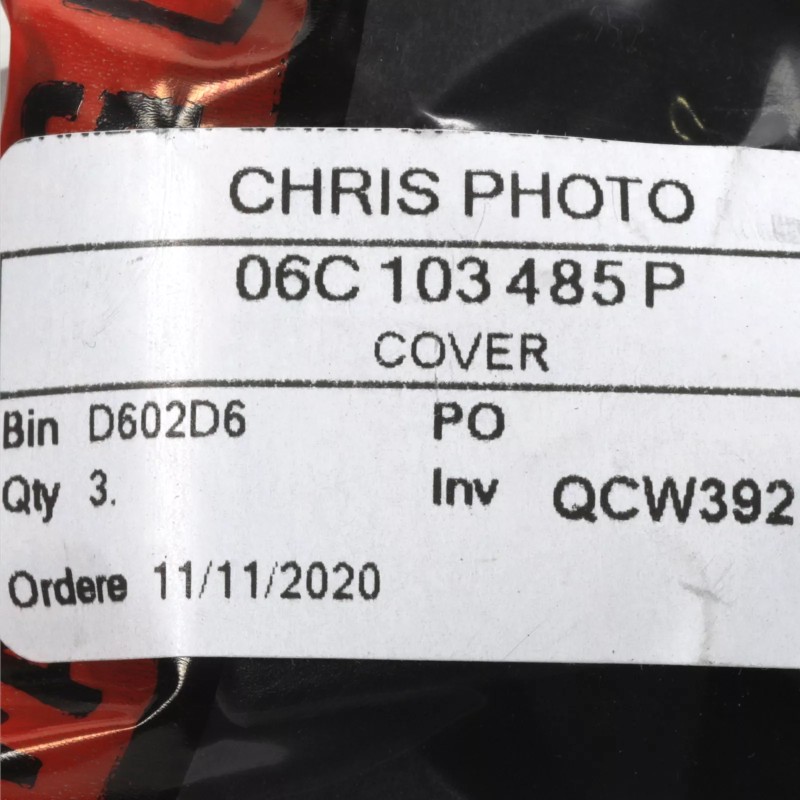 CHRIS PHOTO
06C 103 485 P
COVER
Bin D602D6 PO
Qty 3. Inv QCW392
Ordere 11/11/2020